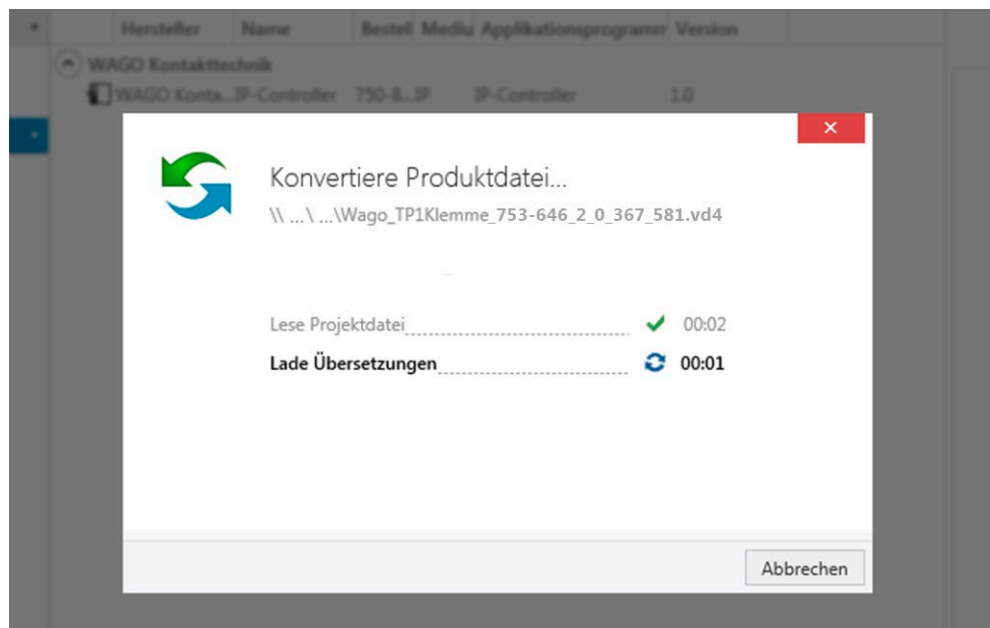 Hersteller Name Bestell Mediu Applikationsprogramm Version
WAGO Kontakttechnik
WAGO Konta...IP-Controller 750-8...IP IP-Controller 1.0
Konvertiere Produktdatei...
\\ ...\ ...\Wago_TP1Klemme_753-646_2_0_367_581.vd4
Lese Projektdatei 00:02
Lade Übersetzungen 00:01
Abbrechen